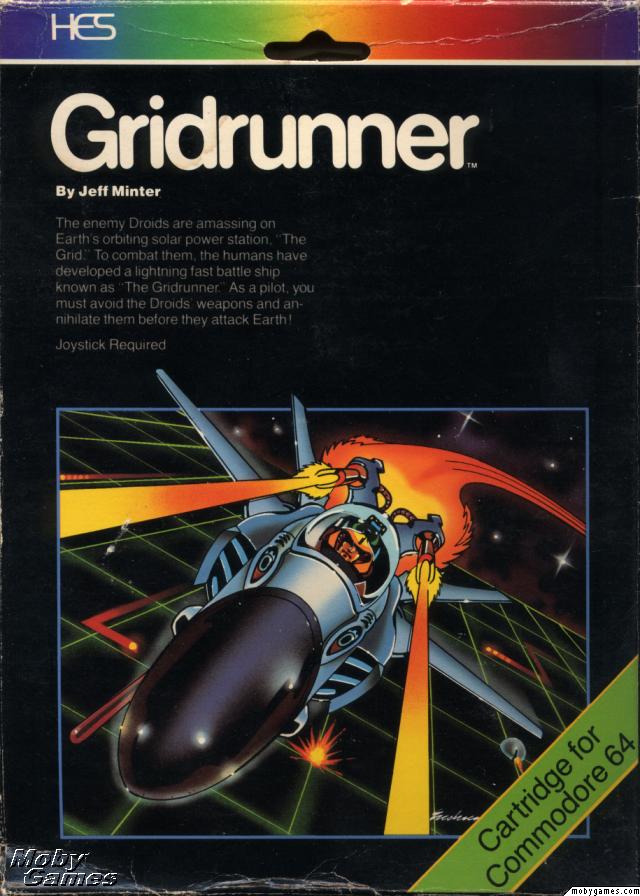 HES
Gridrunner™
By Jeff Minter
The enemy Droids are amassing on
Earth's orbiting solar power station, "The
Grid." To combat them, the humans have
developed a lightning fast battle ship
known as "The Gridrunner." As a pilot, you
must avoid the Droids' weapons and an-
nihilate them before they attack Earth!
Joystick Required
Cartridge for
Commodore 64
Moby
Games
mobygames.com